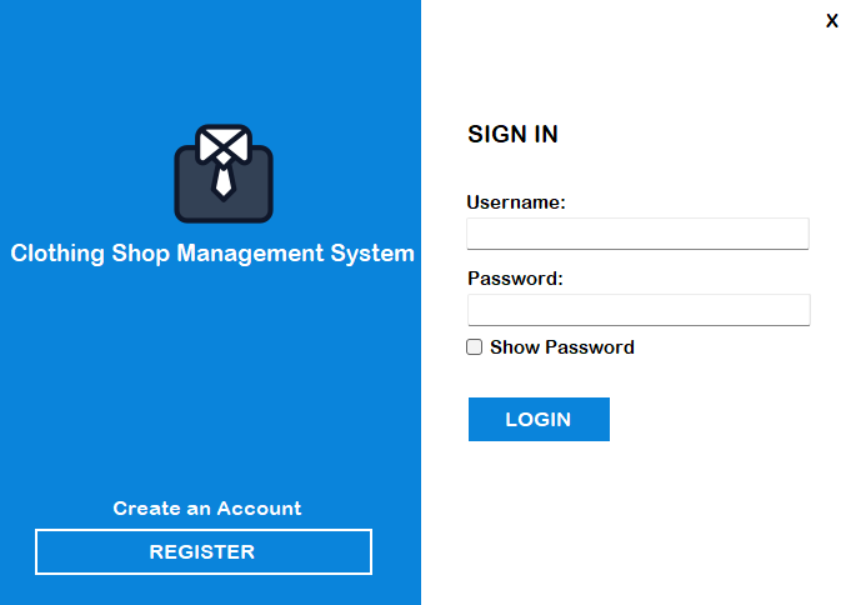 X
Clothing Shop Management System
Create an Account
REGISTER
SIGN IN
Username:
Password:
Show Password
LOGIN